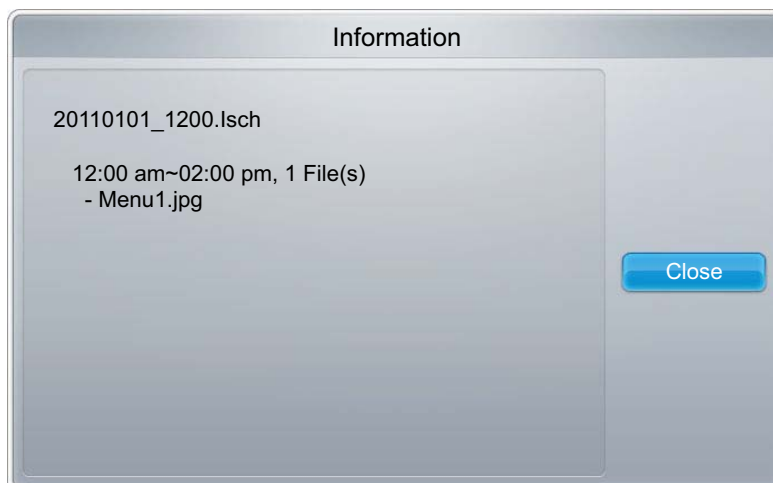 Information
20110101_1200.lsch
12:00 am~02:00 pm, 1 File(s)
- Menu1.jpg
Close